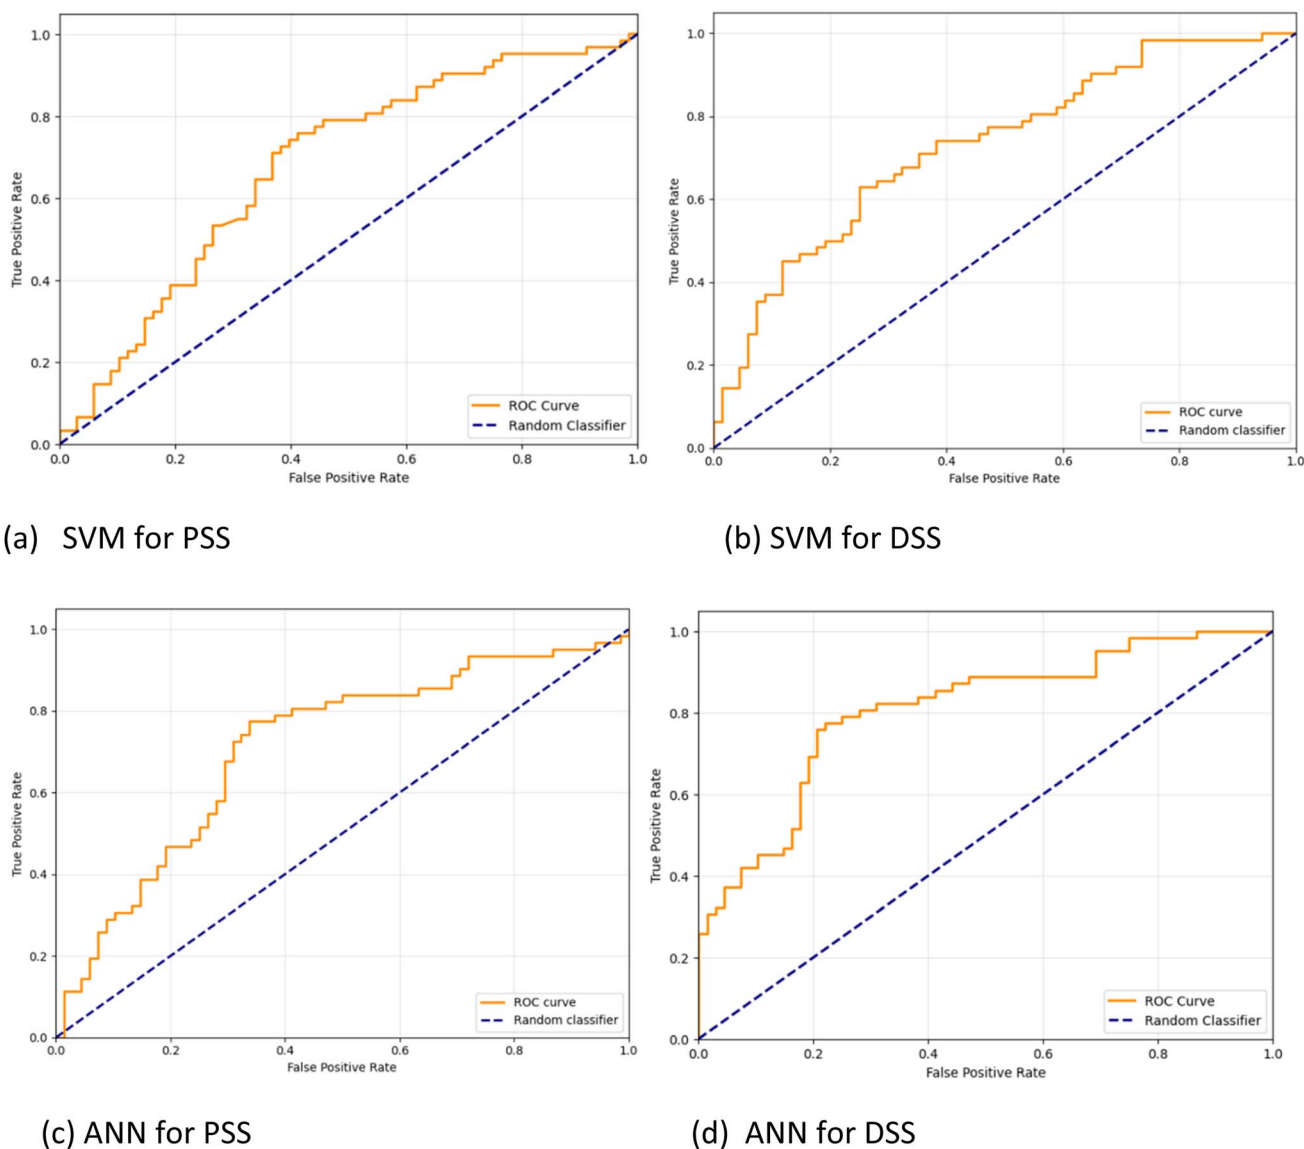 1.0
0.8
0.6
0.4
0.2
0.0
True Positive Rate
ROC Curve
Random Classifier
0.0 0.2 0.4 0.6 0.8 1.0
False Positive Rate
(a) SVM for PSS
1.0
0.8
0.6
0.4
0.2
0.0
True Positive Rate
ROC curve
Random classifier
0.0 0.2 0.4 0.6 0.8 1.0
False Positive Rate
(b) SVM for DSS
1.0
0.8
0.6
0.4
0.2
0.0
True Positive Rate
ROC curve
Random classifier
0.0 0.2 0.4 0.6 0.8 1.0
False Positive Rate
(c) ANN for PSS
1.0
0.8
0.6
0.4
0.2
0.0
True Positive Rate
ROC Curve
Random Classifier
0.0 0.2 0.4 0.6 0.8 1.0
False Positive Rate
(d) ANN for DSS